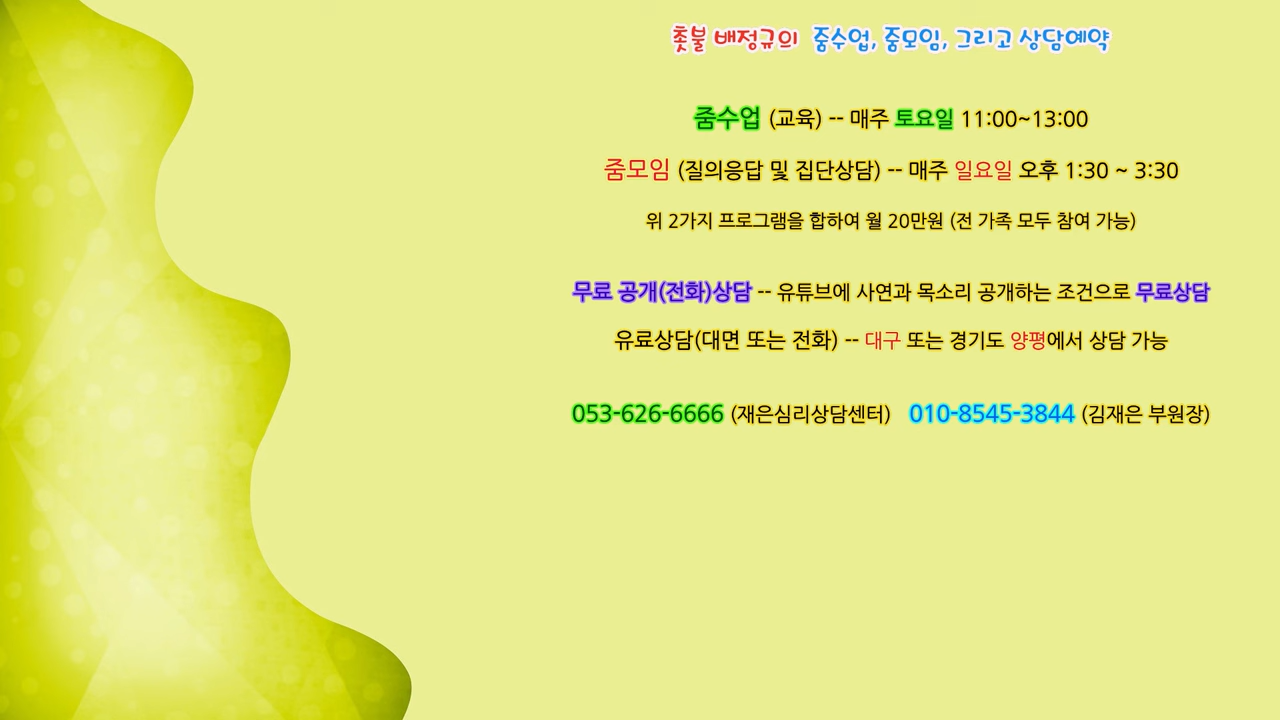 촛불 배정규의 줌수업, 줌모임, 그리고 상담예약
줌수업 (교육) -- 매주 토요일 11:00~13:00
줌모임 (질의응답 및 집단상담) -- 매주 일요일 오후 1:30 ~ 3:30
위 2가지 프로그램을 합하여 월 20만원 (전 가족 모두 참여 가능)
무료 공개(전화)상담 -- 유튜브에 사연과 목소리 공개하는 조건으로 무료상담
유료상담(대면 또는 전화) -- 대구 또는 경기도 양평에서 상담 가능
053-626-6666 (재은심리상담센터) 010-8545-3844 (김재은 부원장)